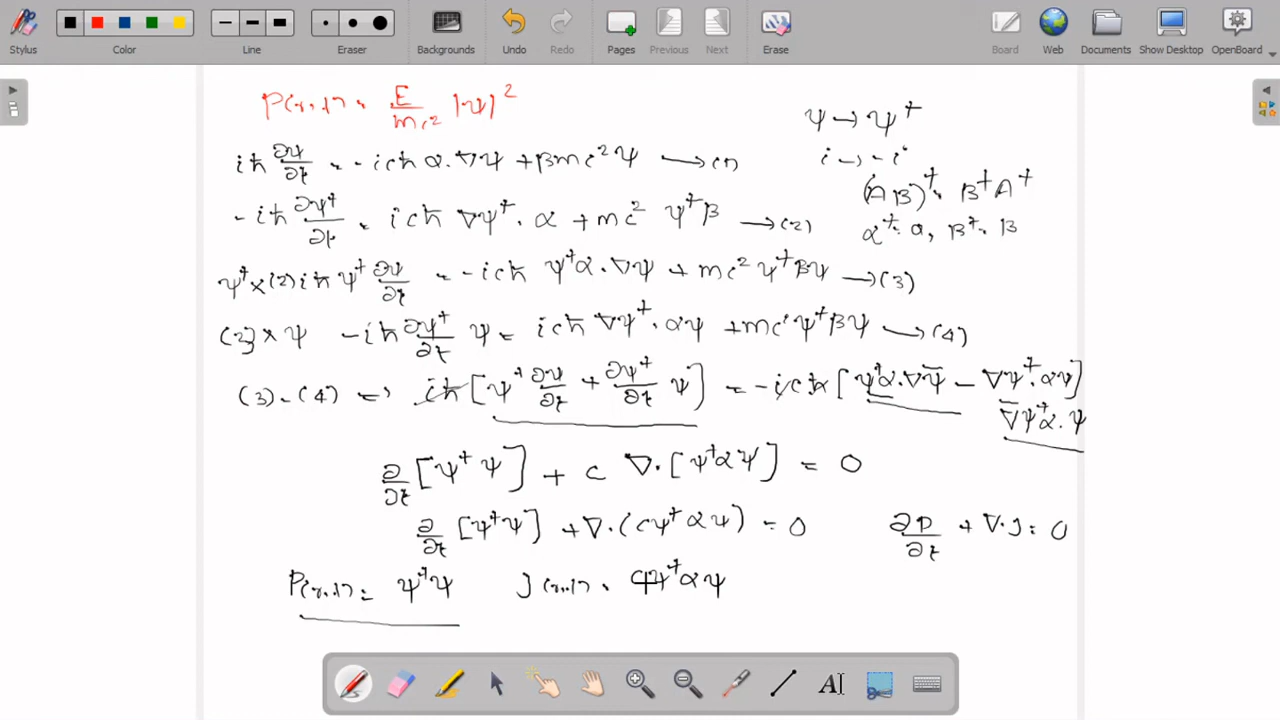 Stylus Color Line Eraser Backgrounds Undo Redo Pages Previous Next Erase Board Web Documents Show Desktop OpenBoard
P(r,t) = E/mc² |ψ|²
ψ → ψ†
i → -i
iħ ∂ψ/∂t = -icħ α·∇ψ + βmc²ψ → (1)
(AB)† = B†A†
-iħ ∂ψ†/∂t = icħ ∇ψ†·α + mc² ψ†β → (2)
α† = α, β† = β
ψ†×(2) iħ ψ† ∂ψ/∂t = -icħ ψ†α·∇ψ + mc² ψ†βψ → (3)
(2)×ψ -iħ ∂ψ†/∂t ψ = icħ ∇ψ†·αψ + mc²ψ†βψ → (4)
(3)-(4) => iħ[ψ† ∂ψ/∂t + ∂ψ†/∂t ψ] = -icħ[ψ†α·∇ψ - ∇ψ†·αψ]
∇ψ†α·ψ
∂/∂t [ψ†ψ] + c ∇·[ψ†αψ] = 0
∂/∂t [ψ†ψ] + ∇·(cψ†αψ) = 0 ∂P/∂t + ∇·J = 0
P(r,t) = ψ†ψ J(r,t) = cψ†αψ